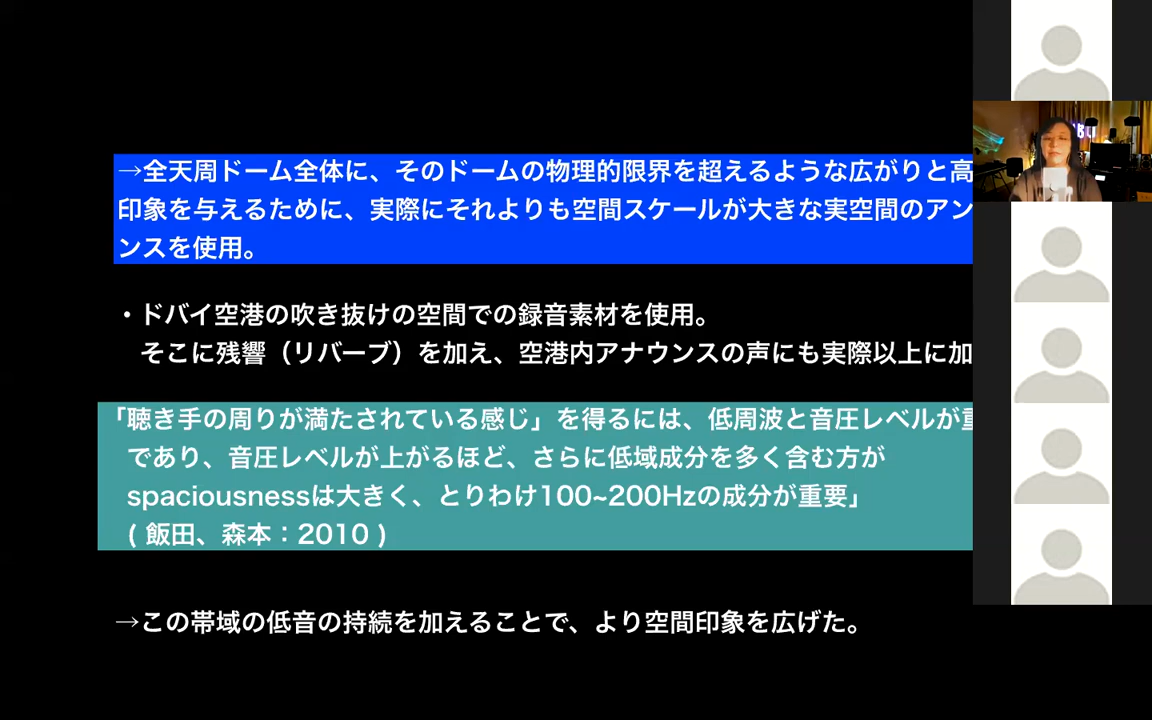 →全天周ドーム全体に、そのドームの物理的限界を超えるような広がりと高
印象を与えるために、実際にそれよりも空間スケールが大きな実空間のアン
ンスを使用。
・ドバイ空港の吹き抜けの空間での録音素材を使用。
そこに残響（リバーブ）を加え、空港内アナウンスの声にも実際以上に加
「聴き手の周りが満たされている感じ」を得るには、低周波と音圧レベルが
であり、音圧レベルが上がるほど、さらに低域成分を多く含む方が
spaciousnessは大きく、とりわけ100~200Hzの成分が重要」
( 飯田、森本：2010 )
→この帯域の低音の持続を加えることで、より空間印象を広げた。